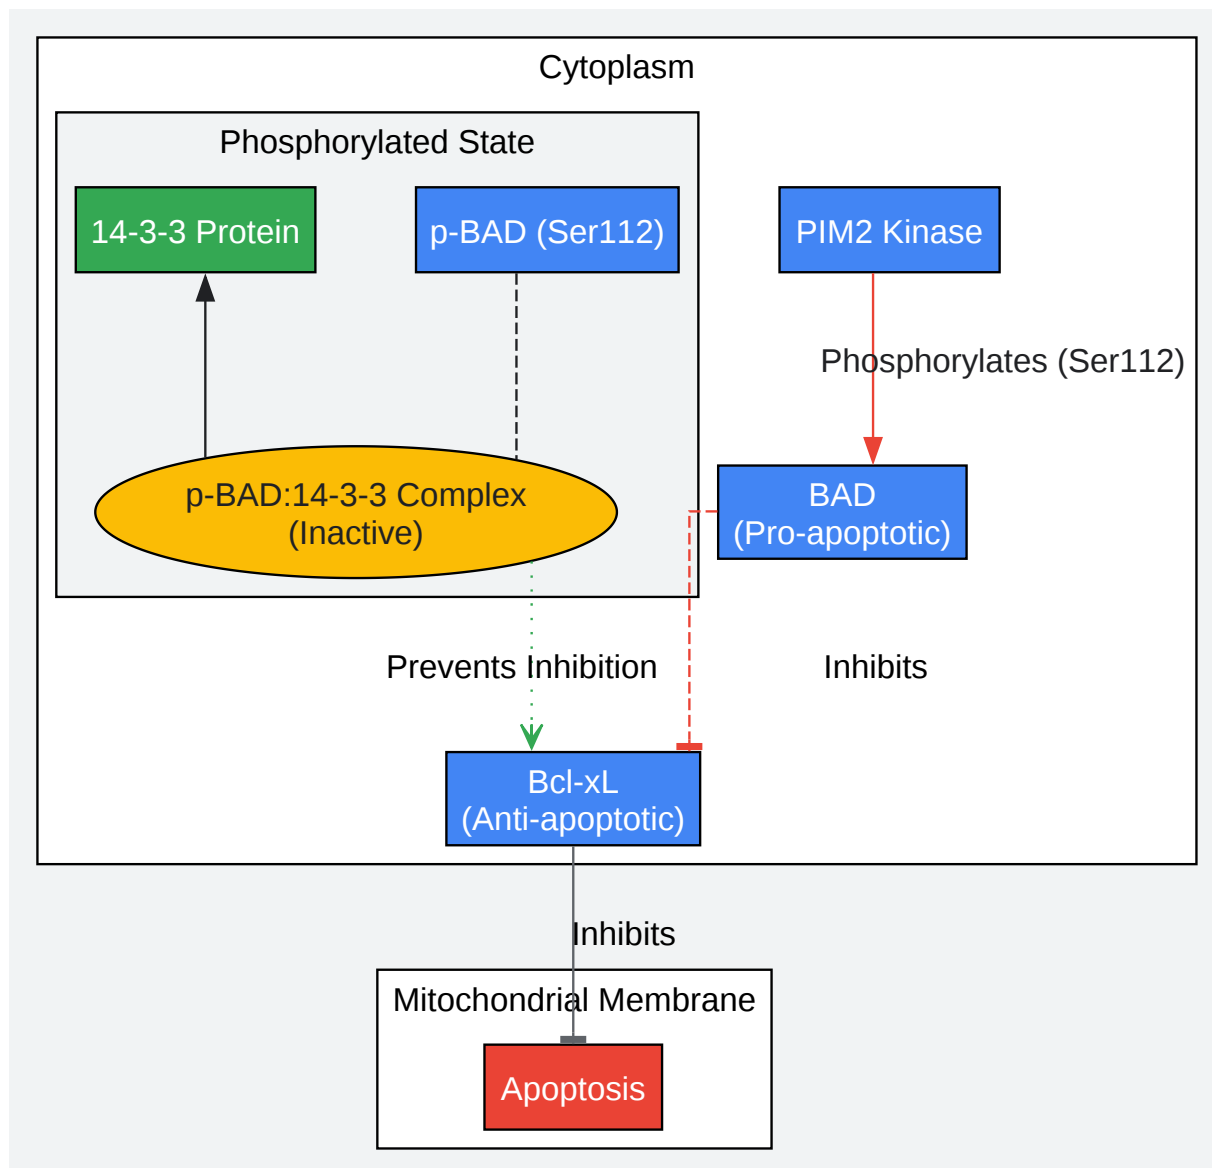 Cytoplasm
Phosphorylated State
14-3-3 Protein
p-BAD (Ser112)
PIM2 Kinase
Phosphorylates (Ser112)
p-BAD:14-3-3 Complex
(Inactive)
BAD
(Pro-apoptotic)
Prevents Inhibition
Inhibits
Bcl-xL
(Anti-apoptotic)
Inhibits
Mitochondrial Membrane
Apoptosis